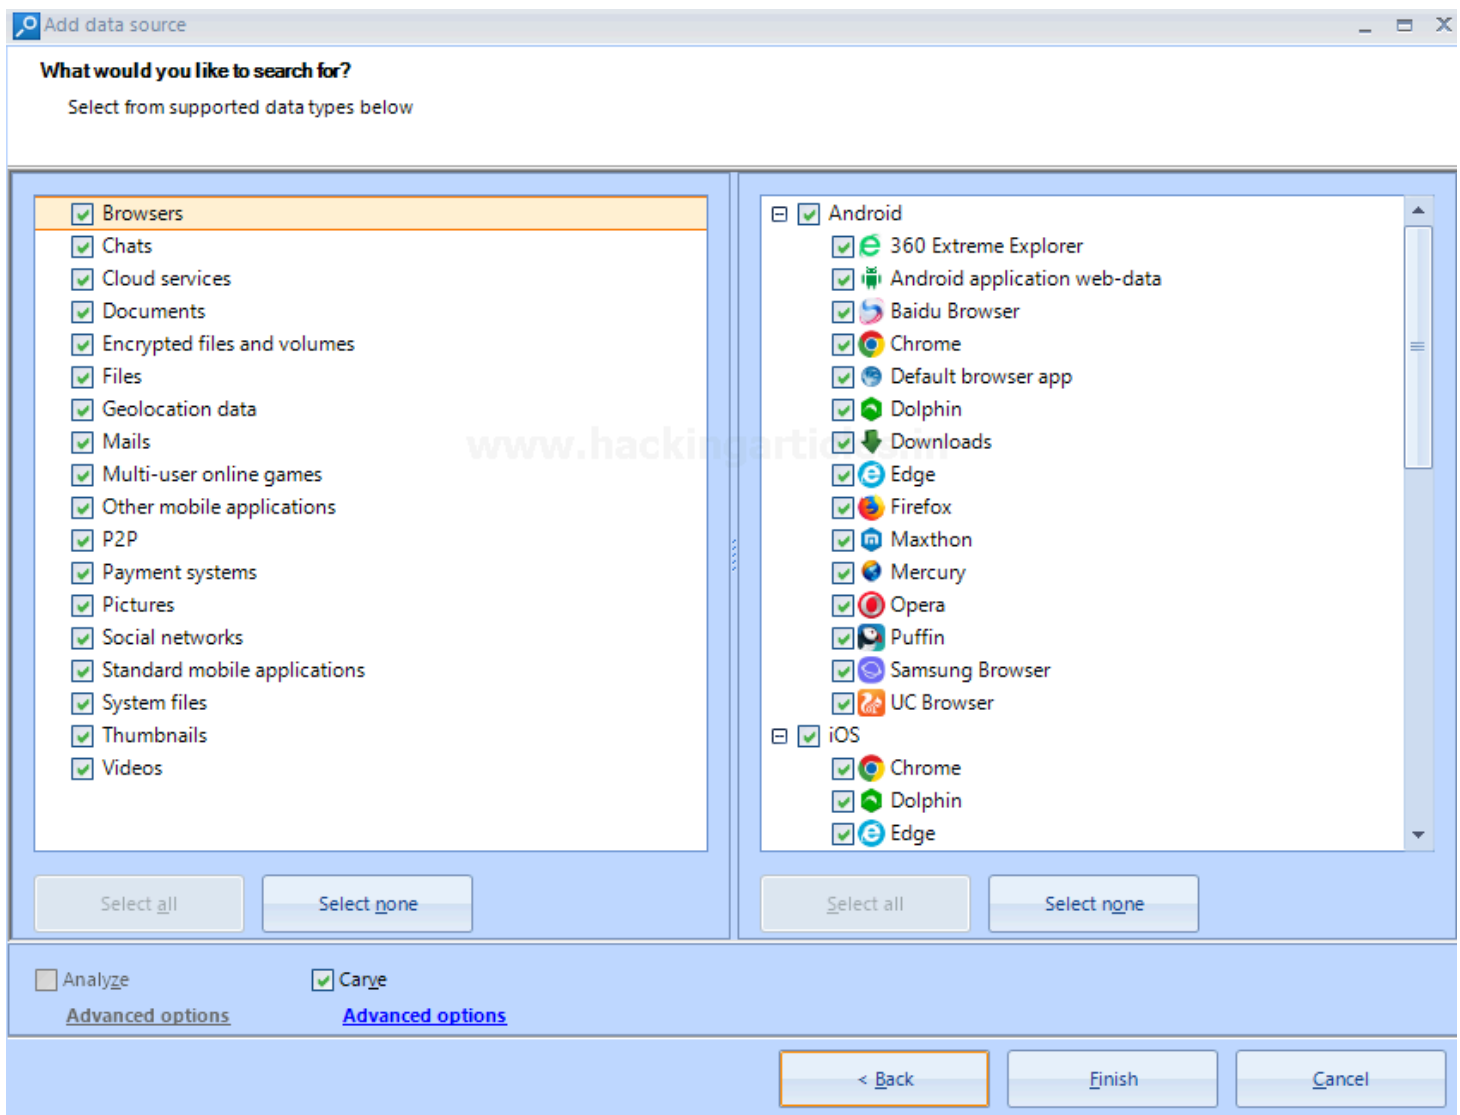 Add data source
What would you like to search for?
Select from supported data types below
Browsers
Chats
Cloud services
Documents
Encrypted files and volumes
Files
Geolocation data
Mails
Multi-user online games
Other mobile applications
P2P
Payment systems
Pictures
Social networks
Standard mobile applications
System files
Thumbnails
Videos
Select all
Select none
Android
360 Extreme Explorer
Android application web-data
Baidu Browser
Chrome
Default browser app
Dolphin
Downloads
Edge
Firefox
Maxthon
Mercury
Opera
Puffin
Samsung Browser
UC Browser
iOS
Chrome
Dolphin
Edge
Select all
Select none
www.hackingarticles.in
Analyze
Carve
Advanced options
Advanced options
< Back
Finish
Cancel